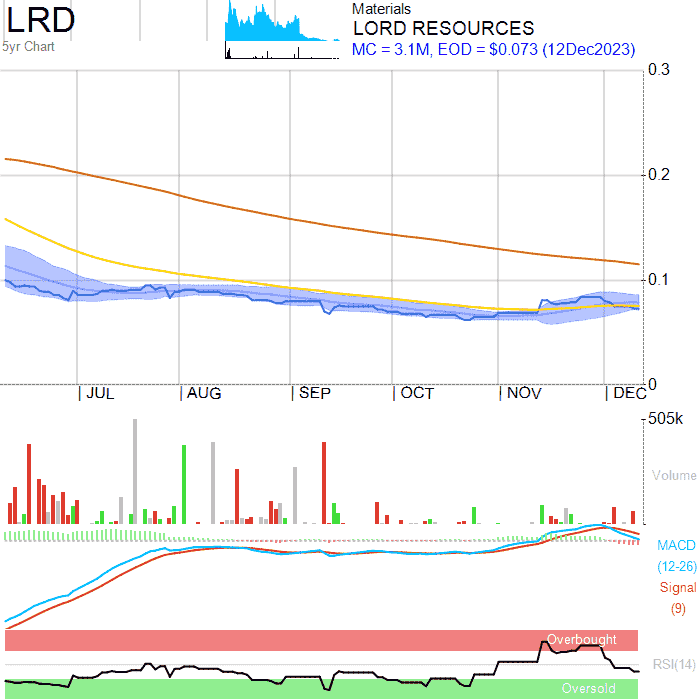 LRD
5yr Chart
Materials
LORD RESOURCES
MC = 3.1M, EOD = $0.073 (12Dec2023)
0.3
0.2
0.1
0
JUL AUG SEP OCT NOV DEC
505k
Volume
MACD
(12-26)
Signal
(9)
Overbought
RSI(14)
Oversold